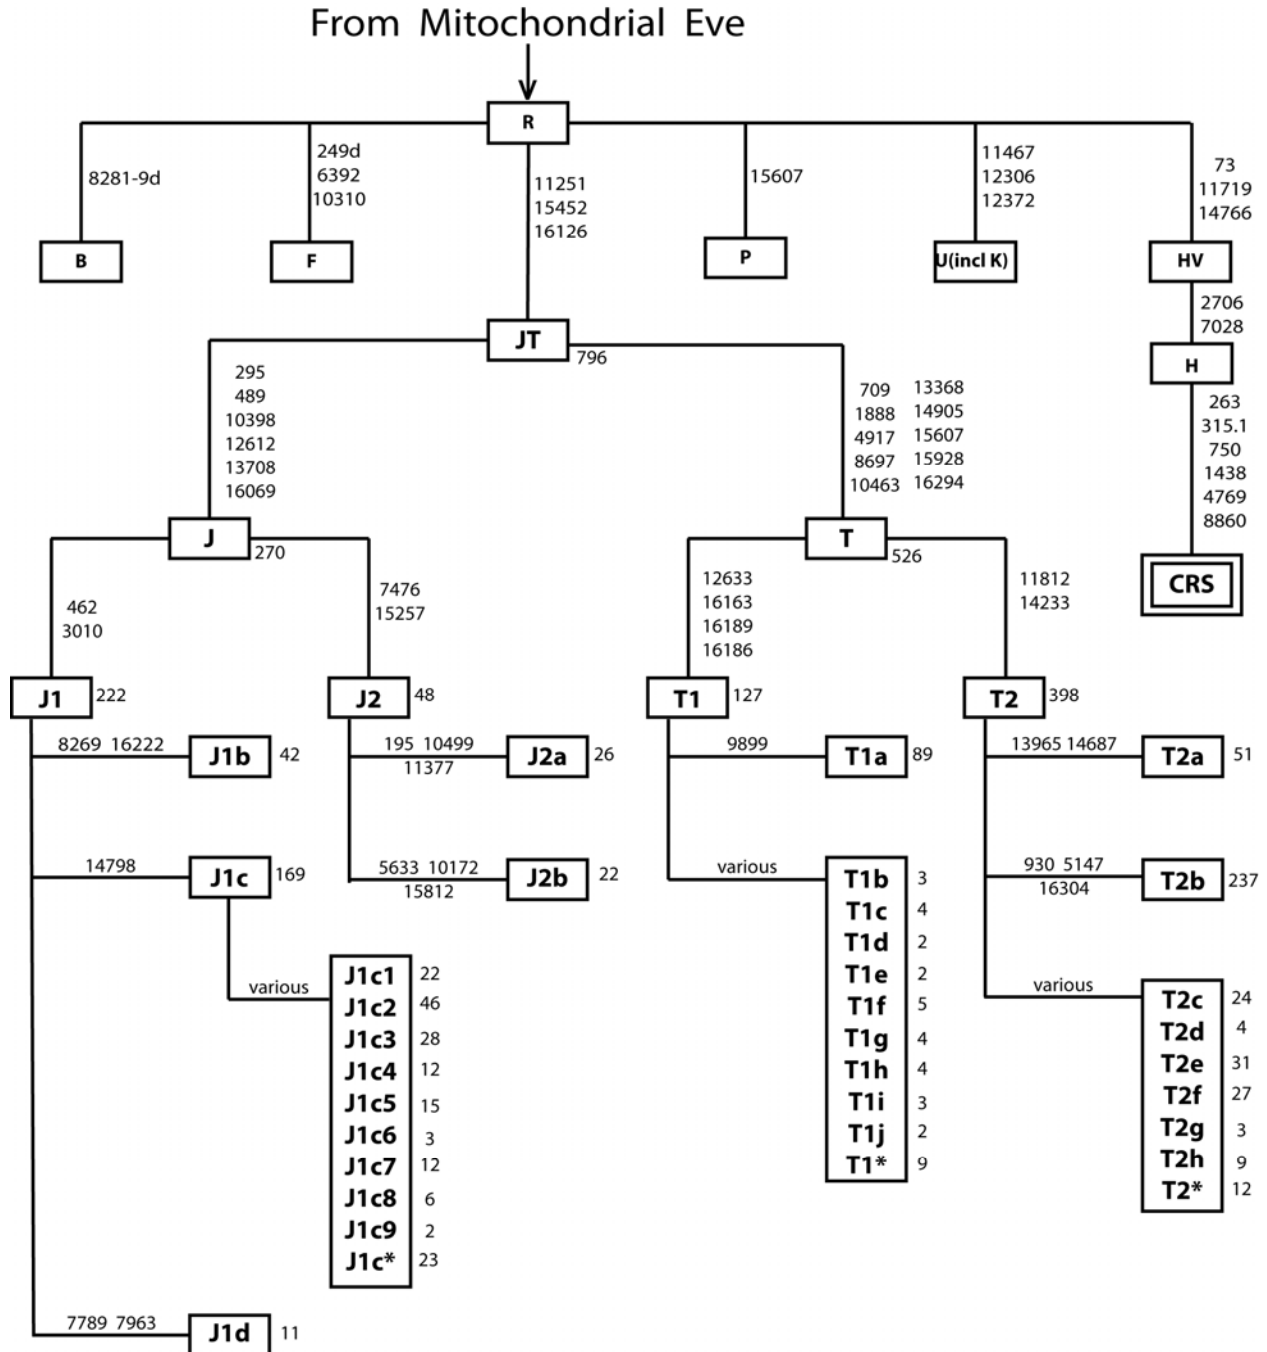 From Mitochondrial Eve
R
8281-9d
249d
6392
10310
11251
15452
16126
15607
11467
12306
12372
73
11719
14766
B
F
P
U(incl K)
HV
2706
7028
JT
796
H
295
489
10398
12612
13708
16069
709
1888
4917
8697
10463
13368
14905
15607
15928
16294
263
315.1
750
1438
4769
8860
J
270
T
526
CRS
462
3010
7476
15257
12633
16163
16189
16186
11812
14233
J1 222
J2 48
T1 127
T2 398
8269 16222
J1b 42
195 10499
11377
J2a 26
9899
T1a 89
13965 14687
T2a 51
14798
J1c 169
5633 10172
15812
J2b 22
various
T1b 3
T1c 4
T1d 2
T1e 2
T1f 5
T1g 4
T1h 4
T1i 3
T1j 2
T1* 9
930 5147
16304
T2b 237
various
J1c1 22
J1c2 46
J1c3 28
J1c4 12
J1c5 15
J1c6 3
J1c7 12
J1c8 6
J1c9 2
J1c* 23
various
T2c 24
T2d 4
T2e 31
T2f 27
T2g 3
T2h 9
T2* 12
7789 7963
J1d 11